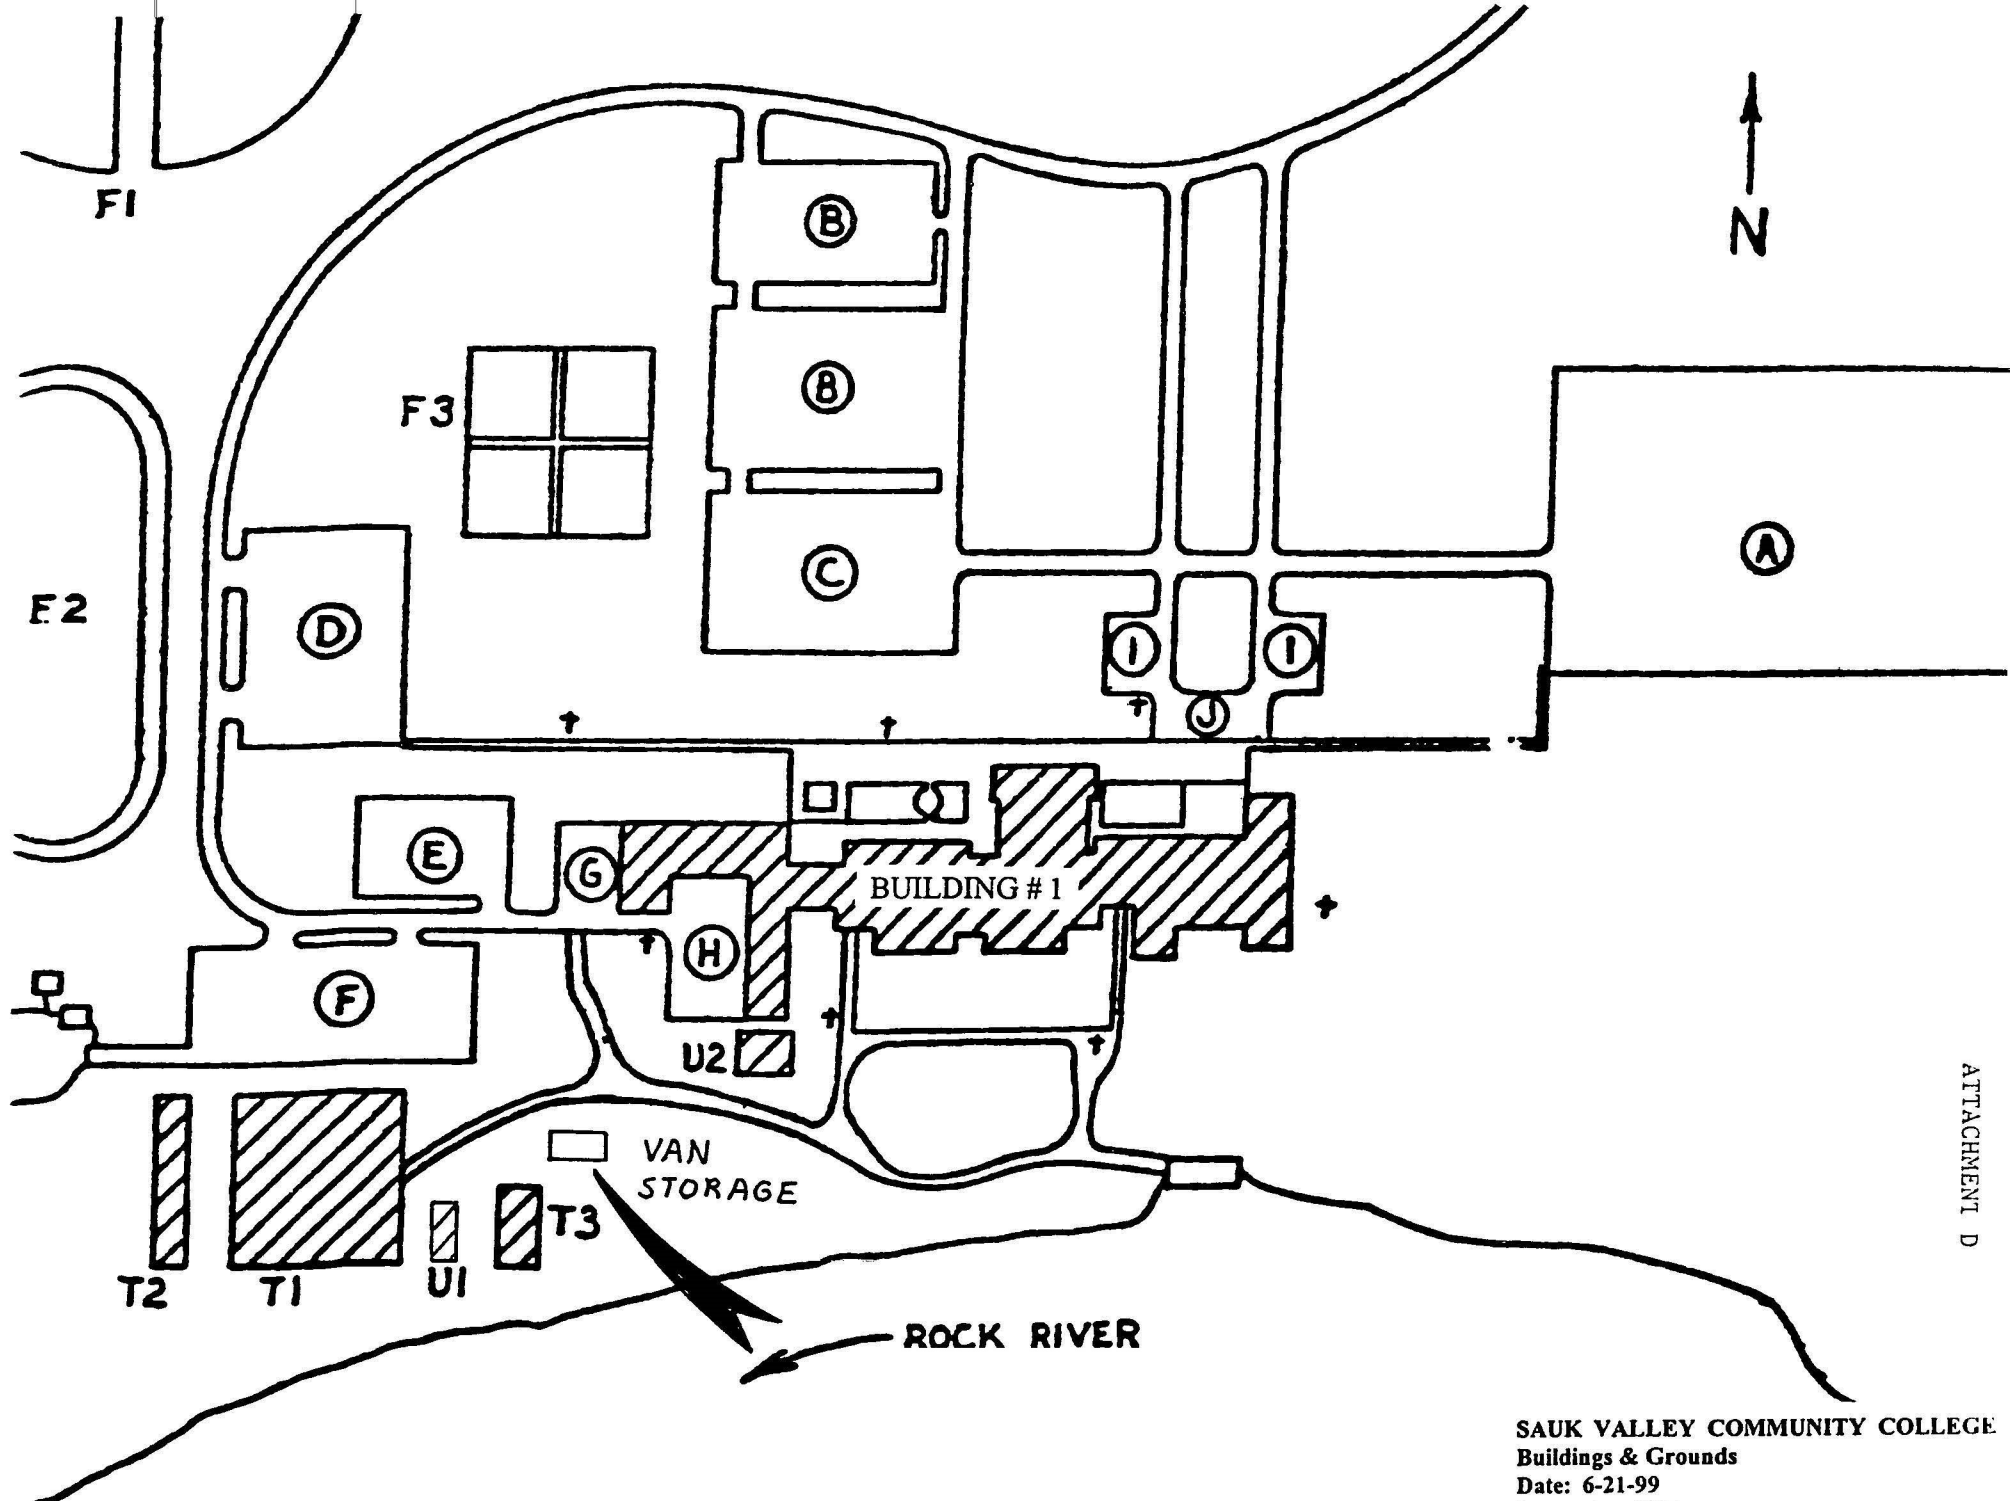 F1
N
B
B
F3
A
C
F2
D
I
I
J
E
G
BUILDING # 1
H
F
U2
VAN
STORAGE
T3
T2
T1
U1
ROCK RIVER
ATTACHMENT D
SAUK VALLEY COMMUNITY COLLEGE
Buildings & Grounds
Date: 6-21-99